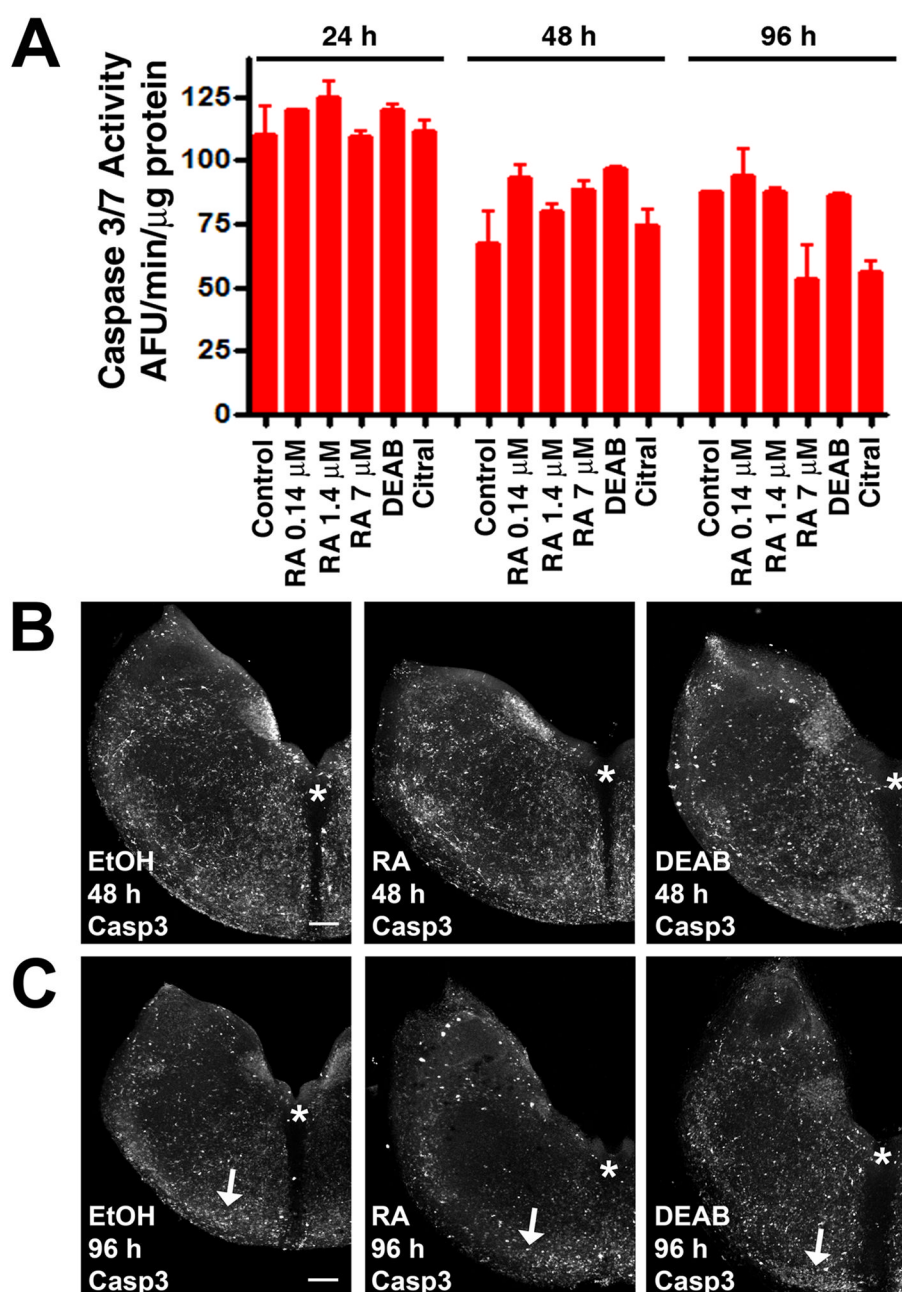 A
24 h 48 h 96 h
Caspase 3/7 Activity
AFU/min/µg protein
125
100
75
50
25
0
Control
RA 0.14 µM
RA 1.4 µM
RA 7 µM
DEAB
Citral
Control
RA 0.14 µM
RA 1.4 µM
RA 7 µM
DEAB
Citral
Control
RA 0.14 µM
RA 1.4 µM
RA 7 µM
DEAB
Citral
B
*
EtOH
48 h
Casp3
*
RA
48 h
Casp3
*
DEAB
48 h
Casp3
C
*
EtOH
96 h
Casp3
*
RA
96 h
Casp3
*
DEAB
96 h
Casp3